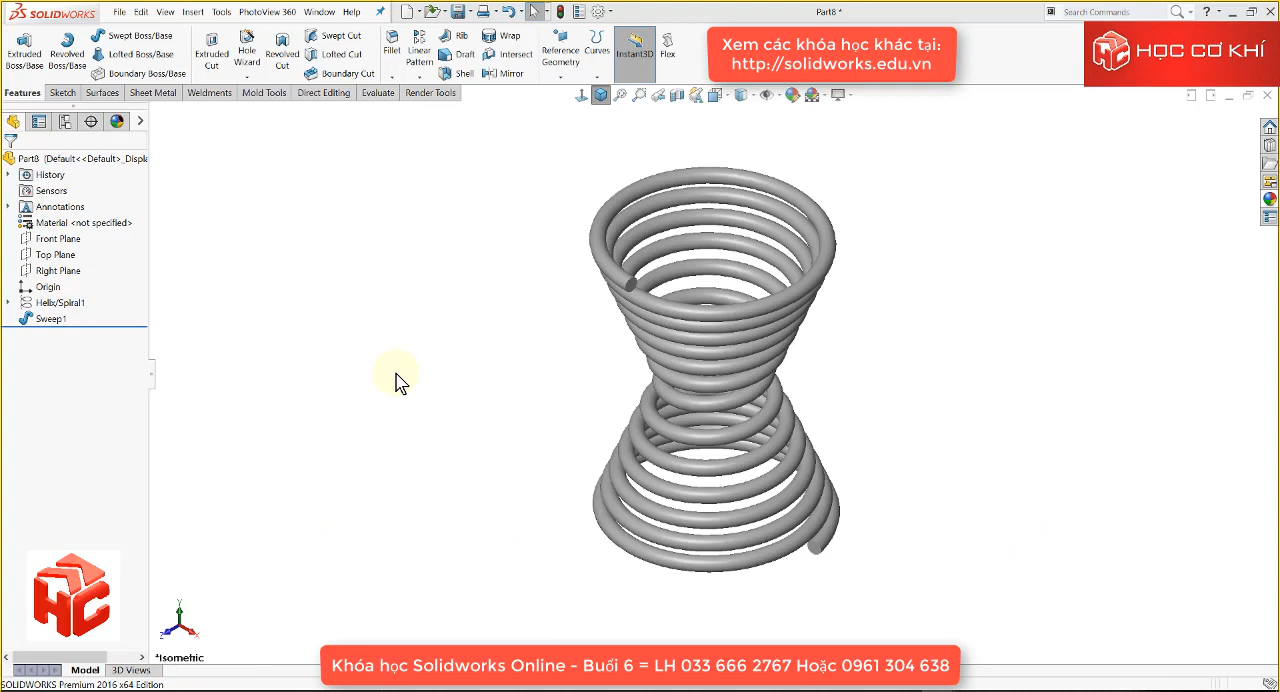 SOLIDWORKS File Edit View Insert Tools PhotoView 360 Window Help Part8 * Search Commands
Extruded Boss/Base
Revolved Boss/Base
Swept Boss/Base
Lofted Boss/Base
Boundary Boss/Base
Extruded Cut
Hole Wizard
Revolved Cut
Swept Cut
Lofted Cut
Boundary Cut
Fillet
Linear Pattern
Rib
Draft
Shell
Wrap
Intersect
Mirror
Reference Geometry
Curves
Instant3D
Flex
Xem các khóa học khác tại:
http://solidworks.edu.vn
HC
HỌC CƠ KHÍ
Features Sketch Surfaces Sheet Metal Weldments Mold Tools Direct Editing Evaluate Render Tools
Part8 (Default<<Default>_Displa
History
Sensors
Annotations
Material <not specified>
Front Plane
Top Plane
Right Plane
Origin
Helix/Spiral1
Sweep1
HC
Y
Z
X
*Isometric
Khóa học Solidworks Online - Buổi 6 = LH 033 666 2767 Hoặc 0961 304 638
Model 3D Views
SOLIDWORKS Premium 2016 x64 Edition